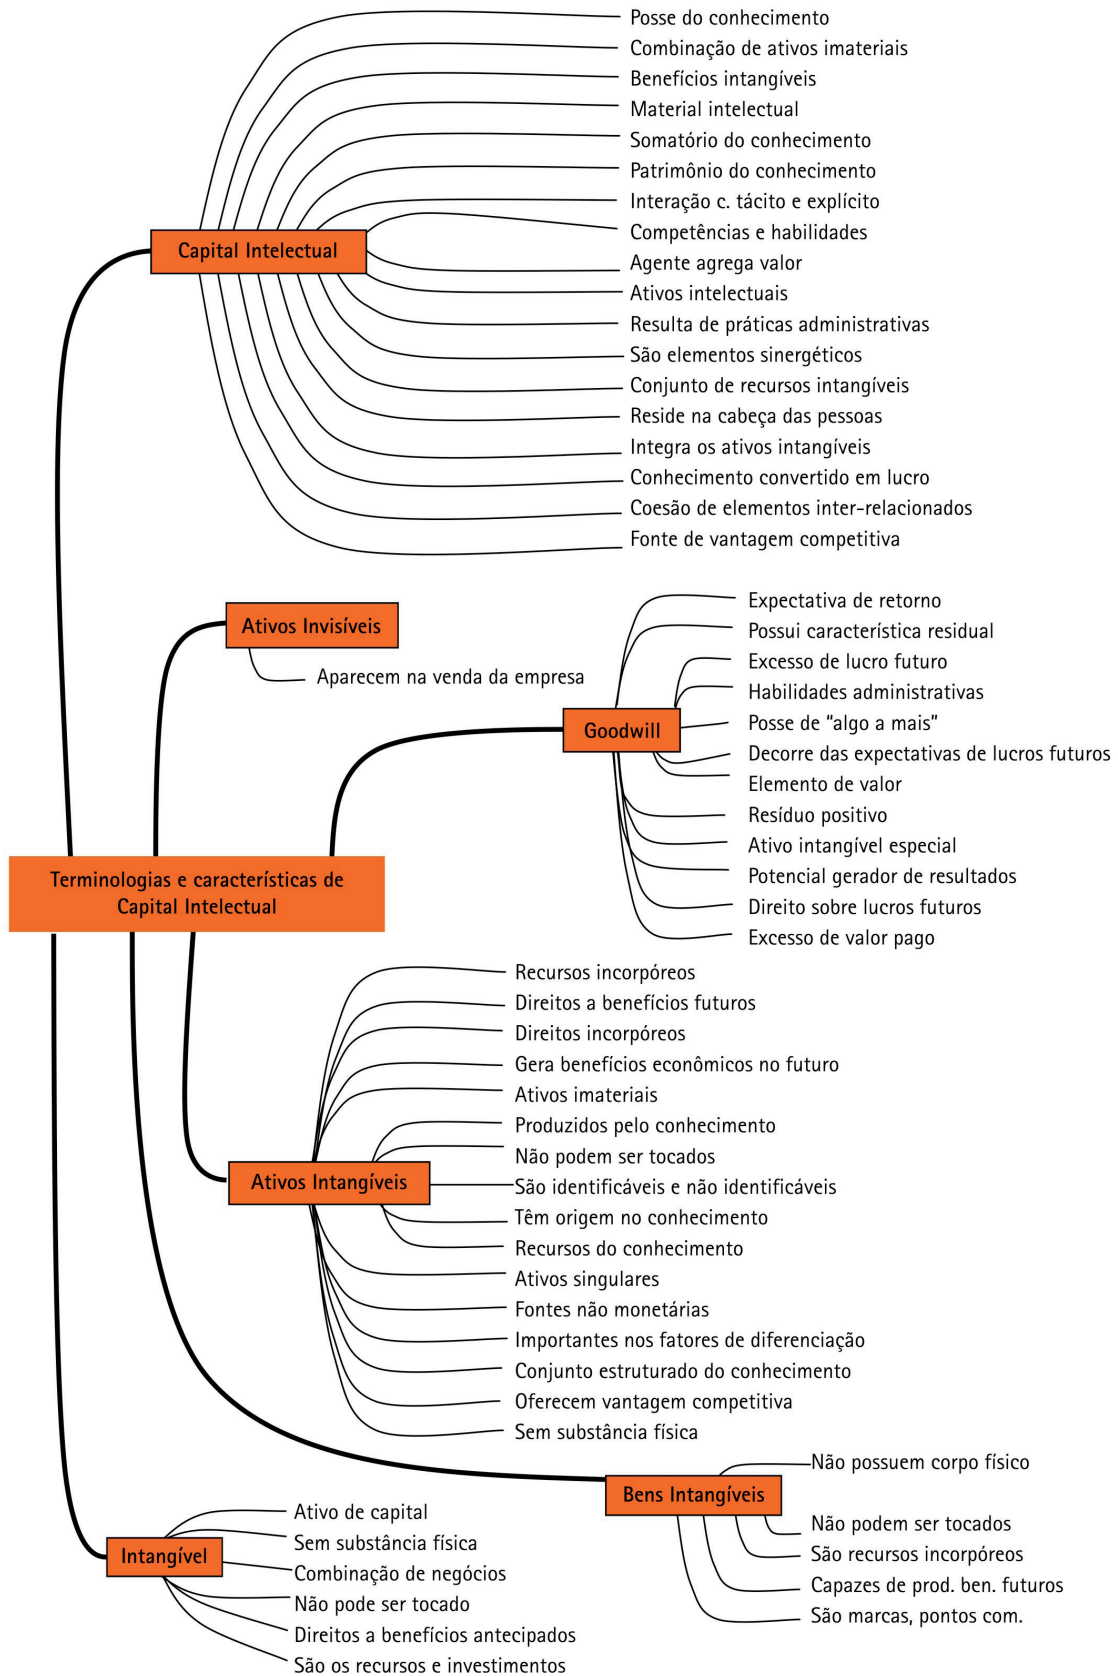 Posse do conhecimento
Combinação de ativos imateriais
Benefícios intangíveis
Material intelectual
Somatório do conhecimento
Patrimônio do conhecimento
Interação c. tácito e explícito
Competências e habilidades
Capital Intelectual
Agente agrega valor
Ativos intelectuais
Resulta de práticas administrativas
São elementos sinergéticos
Conjunto de recursos intangíveis
Reside na cabeça das pessoas
Integra os ativos intangíveis
Conhecimento convertido em lucro
Coesão de elementos inter-relacionados
Fonte de vantagem competitiva
Ativos Invisíveis
Aparecem na venda da empresa
Expectativa de retorno
Possui característica residual
Excesso de lucro futuro
Habilidades administrativas
Goodwill
Posse de “algo a mais”
Decorre das expectativas de lucros futuros
Elemento de valor
Resíduo positivo
Ativo intangível especial
Potencial gerador de resultados
Direito sobre lucros futuros
Excesso de valor pago
Terminologias e características de
Capital Intelectual
Recursos incorpóreos
Direitos a benefícios futuros
Direitos incorpóreos
Gera benefícios econômicos no futuro
Ativos imateriais
Produzidos pelo conhecimento
Não podem ser tocados
Ativos Intangíveis
São identificáveis e não identificáveis
Têm origem no conhecimento
Recursos do conhecimento
Ativos singulares
Fontes não monetárias
Importantes nos fatores de diferenciação
Conjunto estruturado do conhecimento
Oferecem vantagem competitiva
Sem substância física
Não possuem corpo físico
Bens Intangíveis
Não podem ser tocados
São recursos incorpóreos
Capazes de prod. ben. futuros
São marcas, pontos com.
Ativo de capital
Sem substância física
Intangível
Combinação de negócios
Não pode ser tocado
Direitos a benefícios antecipados
São os recursos e investimentos